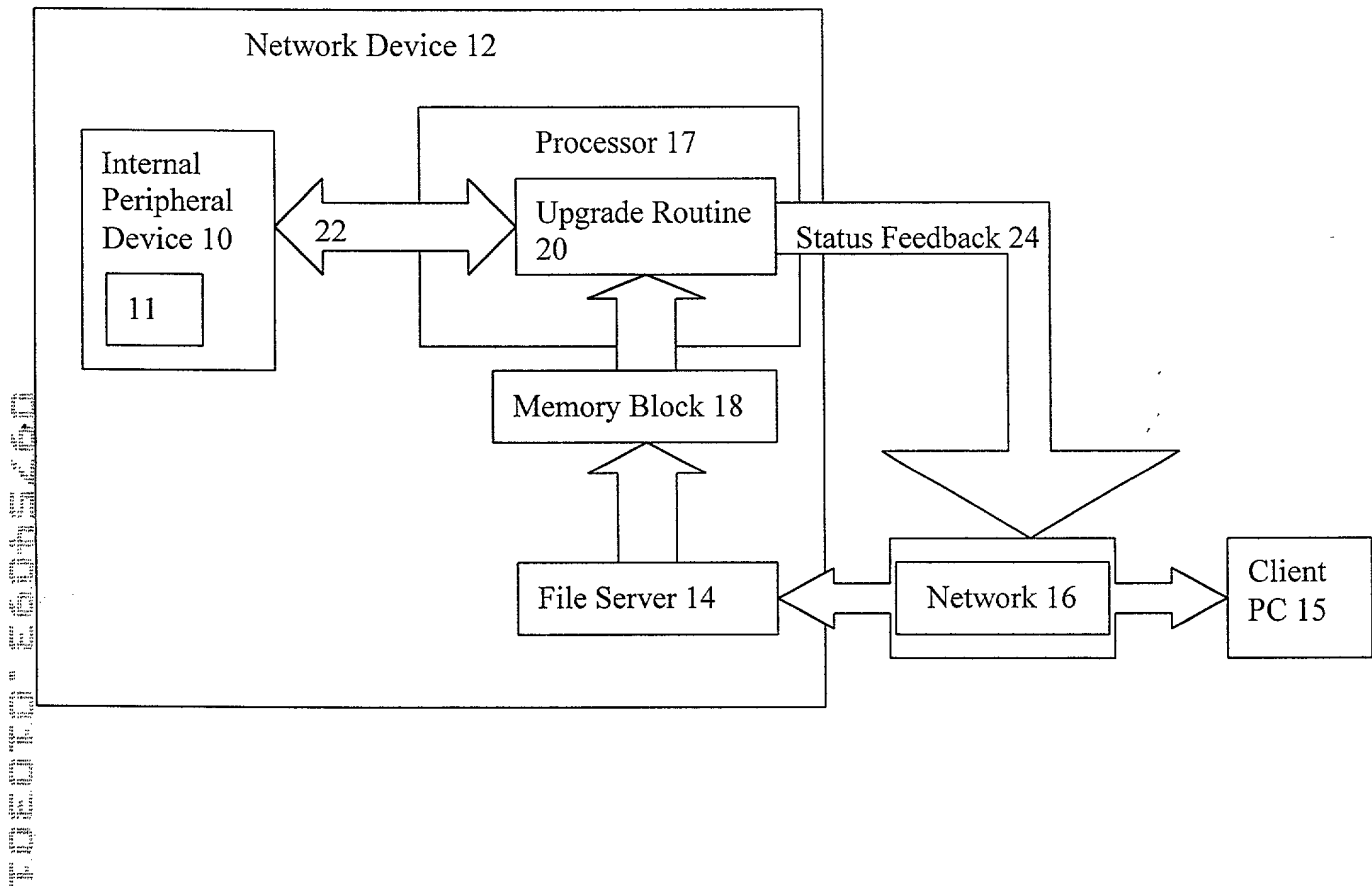 Network Device 12
Processor 17
Internal
Peripheral
Device 10
11
22
Upgrade Routine
20
Status Feedback 24
Memory Block 18
File Server 14
Network 16
Client
PC 15